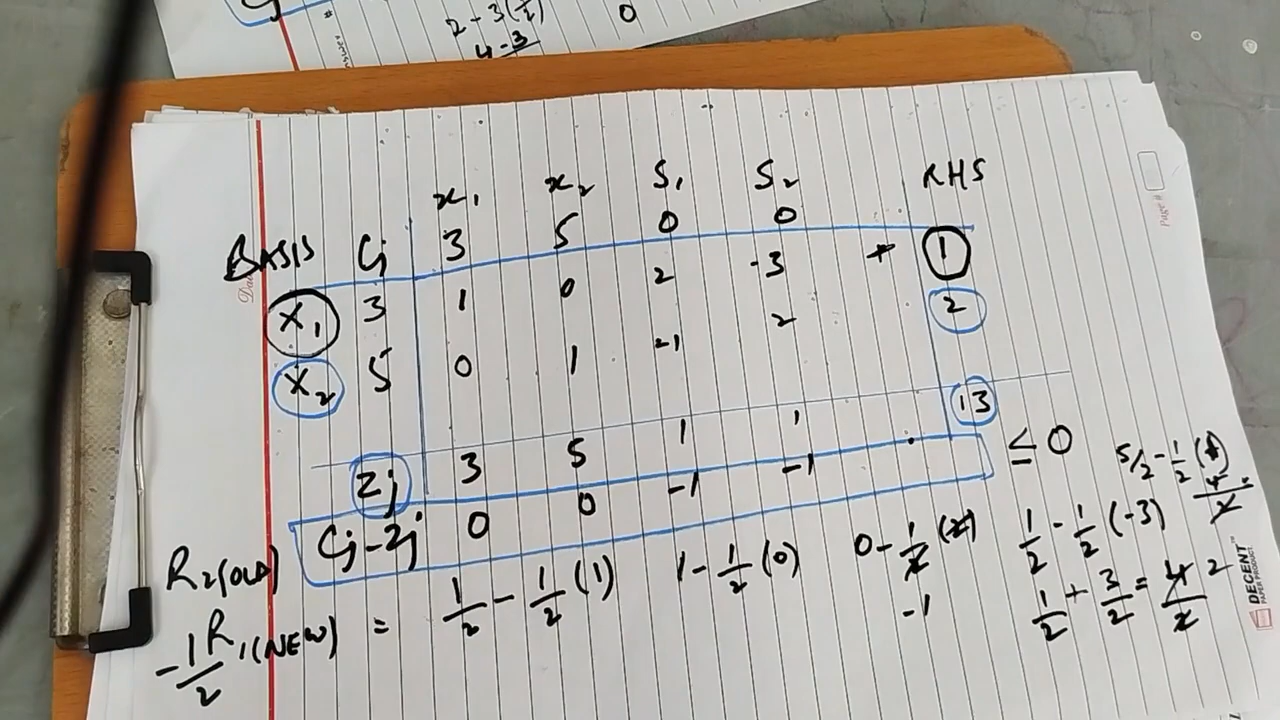 2 - 3(1/2) 0
4 - 3
x₁ x₂ S₁ S₂ RHS
BASIS Cj 3 5 0 0
X₁ 3 1 0 2 -3 1
X₂ 5 0 1 -1 2 2
Zj 3 5 1 1 13
Cj-Zj 0 0 -1 -1 ≤ 0
R₂(OLD) - 1/2 R₁(NEW) = 1/2 - 1/2 (1) 1 - 1/2 (0) 0 - 1/2 (2) 1/2 - 1/2 (-3)
-1 1/2 + 3/2 = 4/2 2
5/2 - 1/2
4/2
Page #
DECENT
PAPER PRODUCT